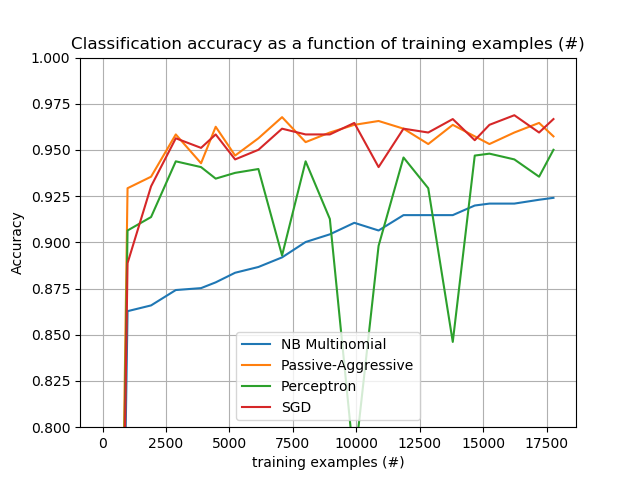 Classification accuracy as a function of training examples (#)
1.000
0.975
0.950
0.925
0.900
0.875
0.850
0.825
0.800
Accuracy
NB Multinomial
Passive-Aggressive
Perceptron
SGD
0 2500 5000 7500 10000 12500 15000 17500
training examples (#)